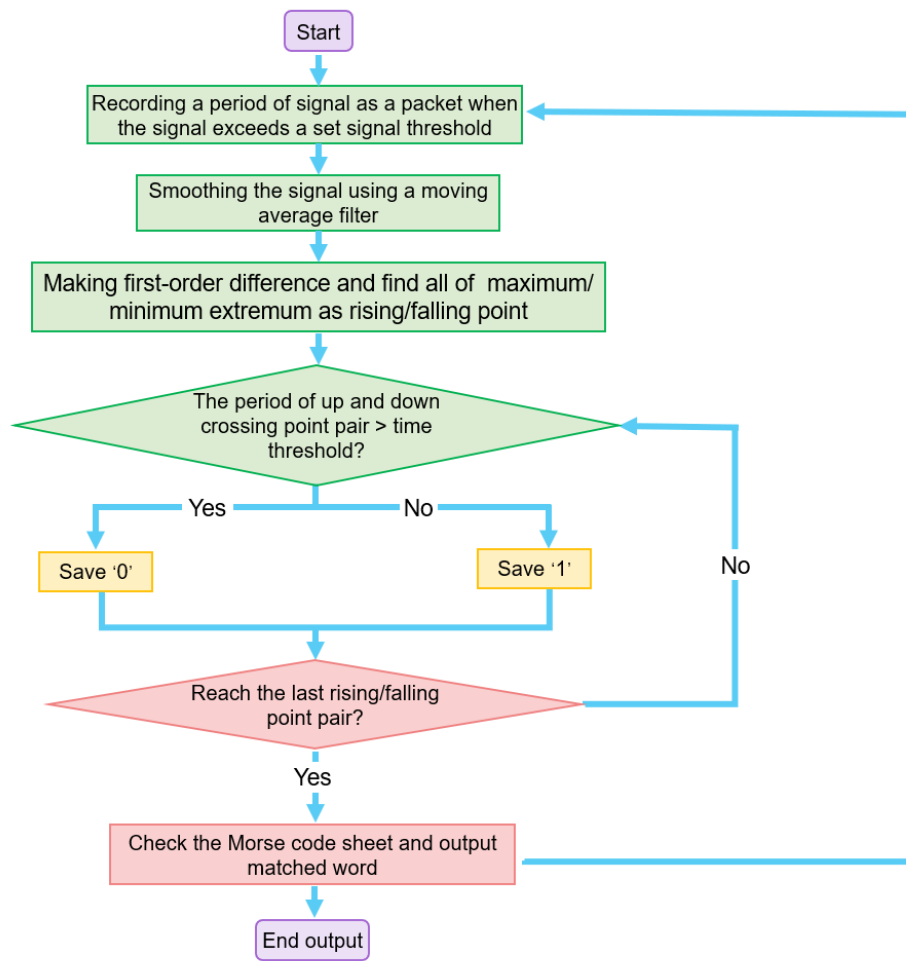 Start
Recording a period of signal as a packet when
the signal exceeds a set signal threshold
Smoothing the signal using a moving
average filter
Making first-order difference and find all of maximum/
minimum extremum as rising/falling point
The period of up and down
crossing point pair > time
threshold?
Yes
No
Save ‘0’
Save ‘1’
No
Reach the last rising/falling
point pair?
Yes
Check the Morse code sheet and output
matched word
End output